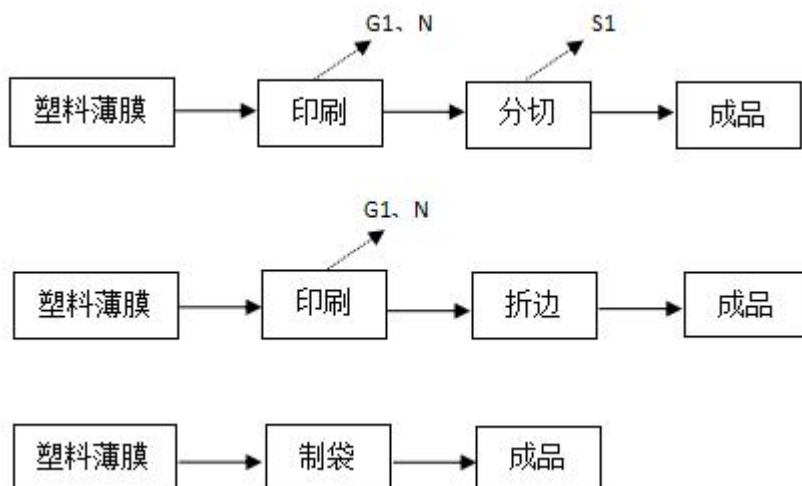 G1、N S1
塑料薄膜 印刷 分切 成品
G1、N
塑料薄膜 印刷 折边 成品
塑料薄膜 制袋 成品